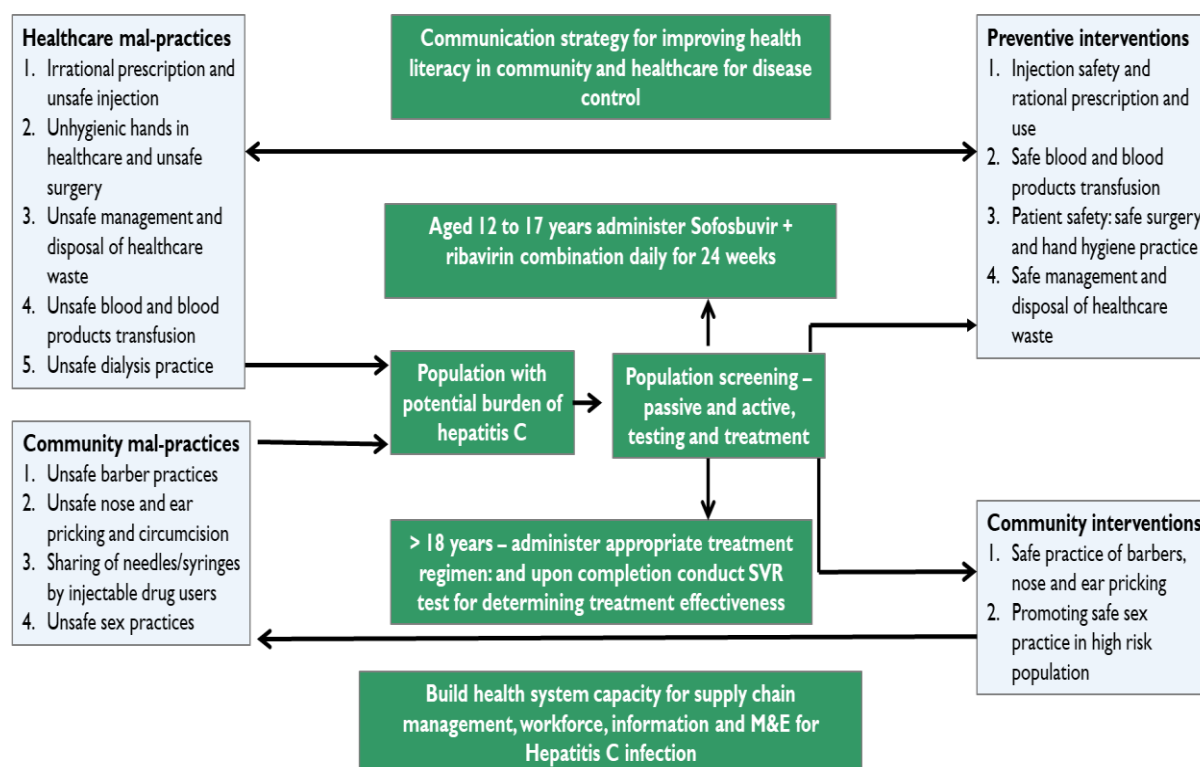 Healthcare mal-practices
1. Irrational prescription and
unsafe injection
2. Unhygienic hands in
healthcare and unsafe
surgery
3. Unsafe management and
disposal of healthcare
waste
4. Unsafe blood and blood
products transfusion
5. Unsafe dialysis practice
Communication strategy for improving health
literacy in community and healthcare for disease
control
Preventive interventions
1. Injection safety and
rational prescription and
use
2. Safe blood and blood
products transfusion
3. Patient safety: safe surgery
and hand hygiene practice
4. Safe management and
disposal of healthcare
waste
Aged 12 to 17 years administer Sofosbuvir +
ribavirin combination daily for 24 weeks
Population with
potential burden of
hepatitis C
Population screening –
passive and active,
testing and treatment
Community mal-practices
1. Unsafe barber practices
2. Unsafe nose and ear
pricking and circumcision
3. Sharing of needles/syringes
by injectable drug users
4. Unsafe sex practices
> 18 years – administer appropriate treatment
regimen: and upon completion conduct SVR
test for determining treatment effectiveness
Community interventions
1. Safe practice of barbers,
nose and ear pricking
2. Promoting safe sex
practice in high risk
population
Build health system capacity for supply chain
management, workforce, information and M&E for
Hepatitis C infection